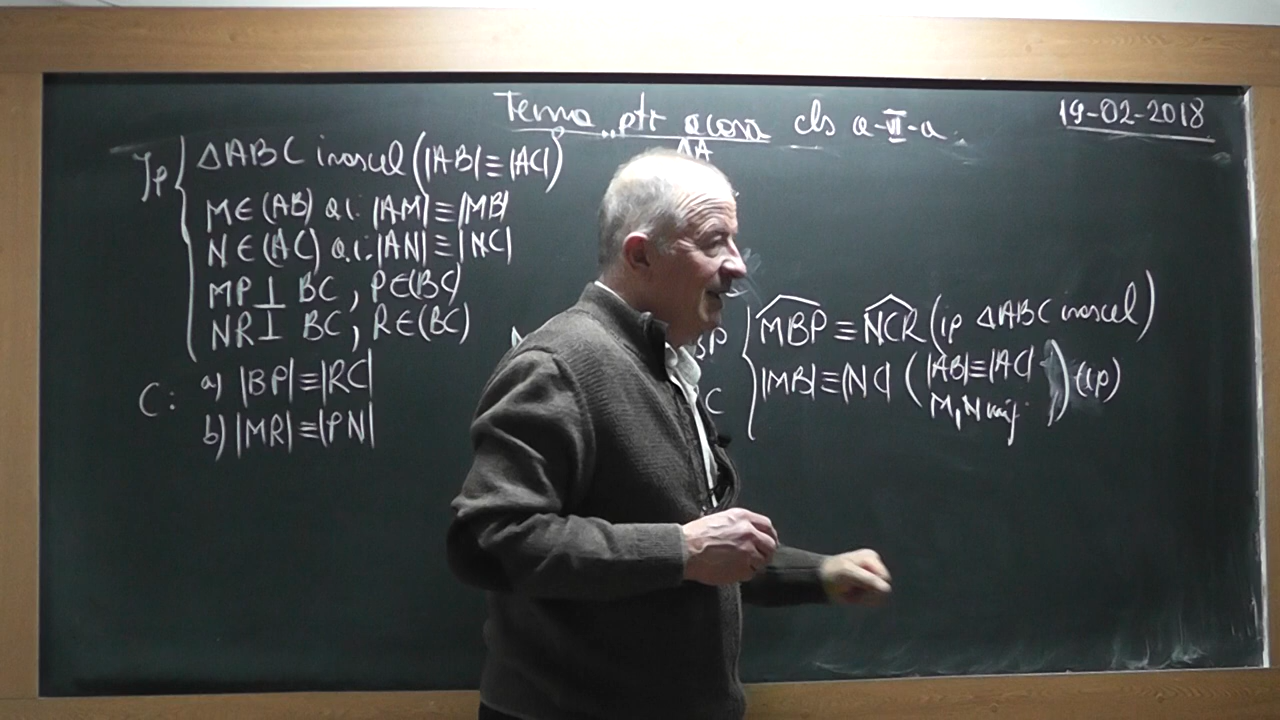 Tema ptr acasă cls a-VI-a
19-02-2018
Ip { ΔABC isoscel (|AB|≡|AC|)
M∈(AB) a.î. |AM|≡|MB|
N∈(AC) a.î. |AN|≡|NC|
MP⊥BC, P∈(BC)
NR⊥BC, R∈(BC)
C: a) |BP|≡|RC|
b) |MR|≡|PN|
A
BP { MBP ≡ NCR (ip ΔABC isoscel)
C |MB|≡|NC| (|AB|≡|AC|
M,N mij. ) (ip)